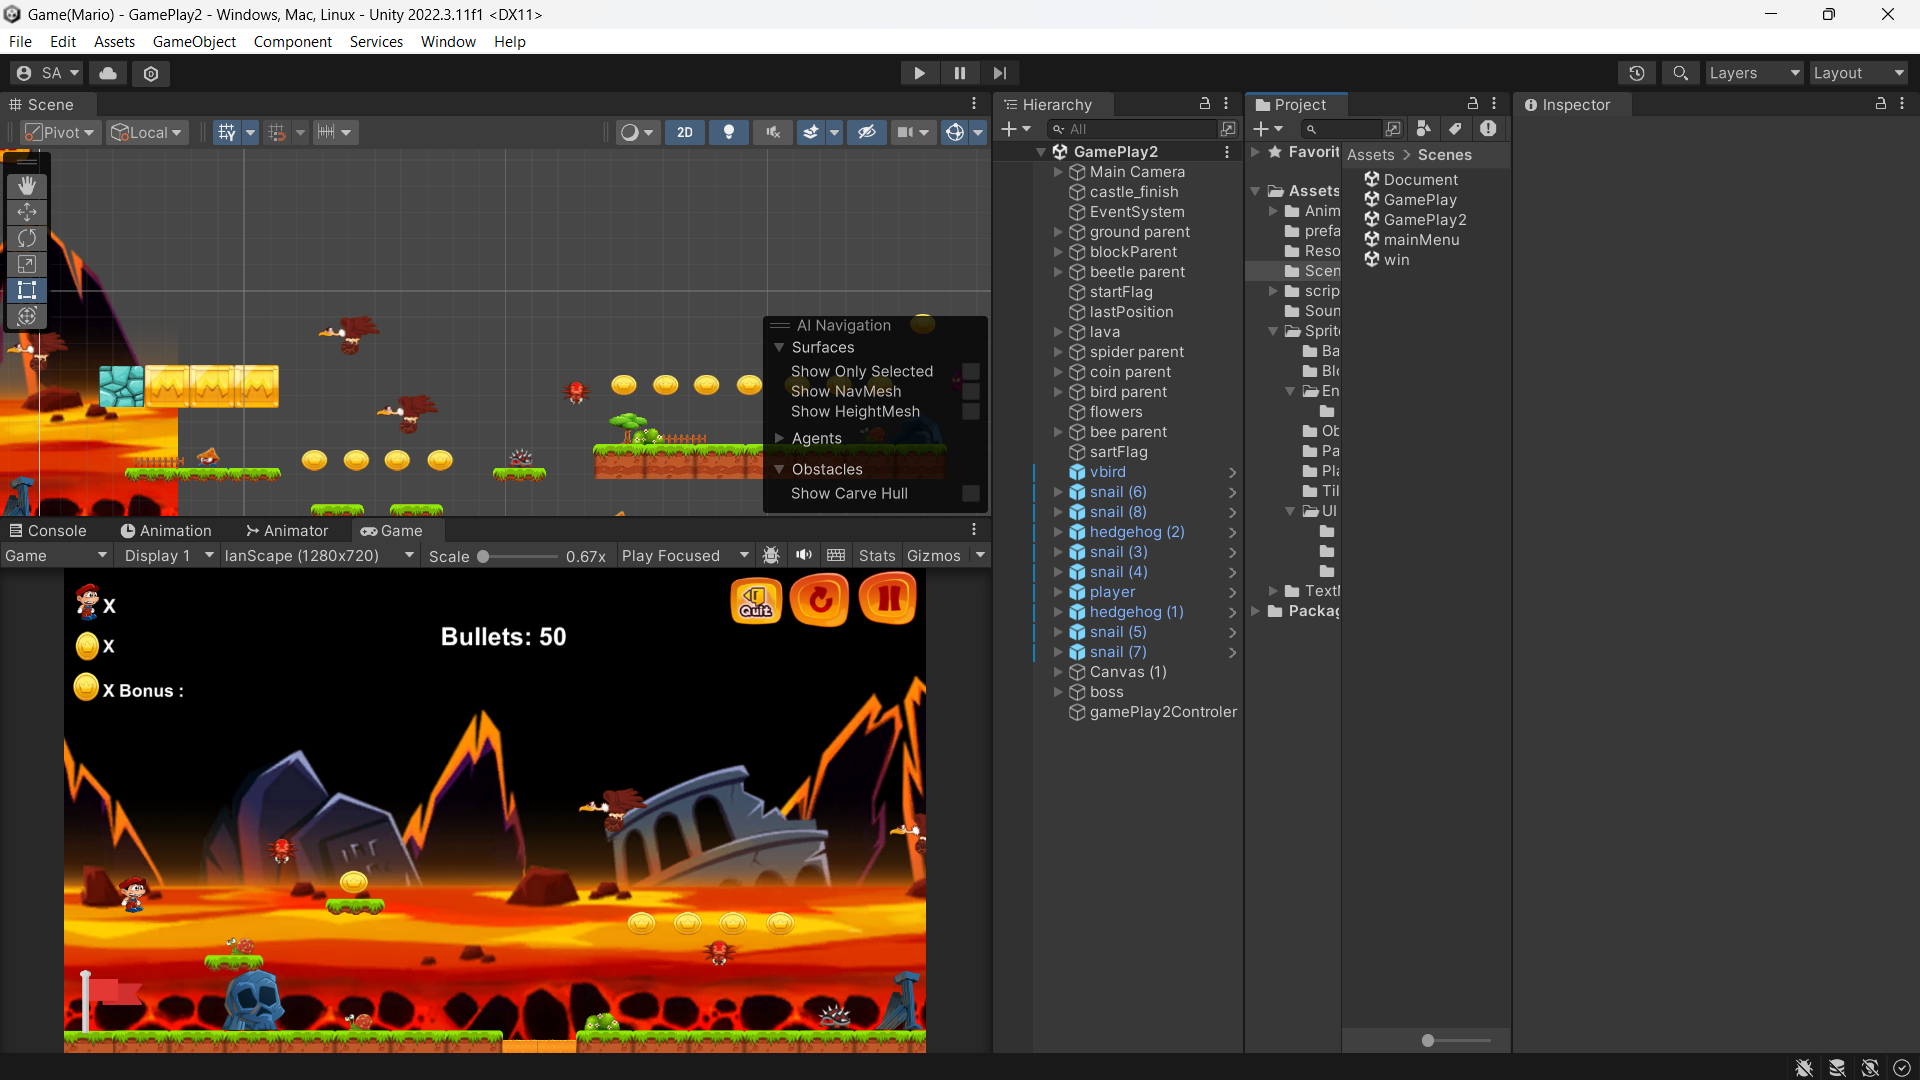 Game(Mario) - GamePlay2 - Windows, Mac, Linux - Unity 2022.3.11f1 <DX11>
File Edit Assets GameObject Component Services Window Help
SA
Layers
Layout
Scene
Pivot
Local
2D
AI Navigation
Surfaces
Show Only Selected
Show NavMesh
Show HeightMesh
Agents
Obstacles
Show Carve Hull
Console
Animation
Animator
Game
Game
Display 1
lanScape (1280x720)
Scale
0.67x
Play Focused
Stats
Gizmos
X
X
X Bonus :
Bullets: 50
Quit
Hierarchy
All
GamePlay2
Main Camera
castle_finish
EventSystem
ground parent
blockParent
beetle parent
startFlag
lastPosition
lava
spider parent
coin parent
bird parent
flowers
bee parent
sartFlag
vbird
snail (6)
snail (8)
hedgehog (2)
snail (3)
snail (4)
player
hedgehog (1)
snail (5)
snail (7)
Canvas (1)
boss
gamePlay2Controler
Project
Favorit
Assets
Anim
prefa
Reso
Scen
scrip
Soun
Sprite
Ba
Blo
En
Ob
Pa
Pla
Til
UI
TextM
Packag
Assets > Scenes
Document
GamePlay
GamePlay2
mainMenu
win
Inspector